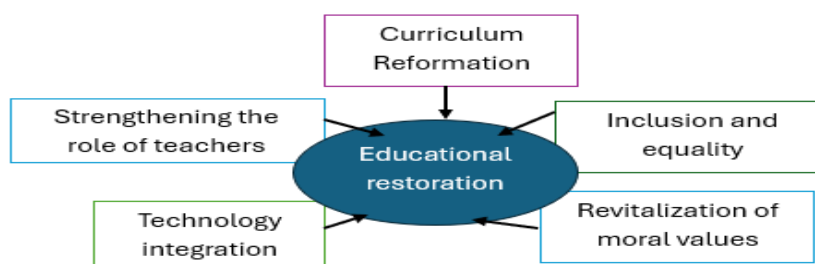 Curriculum
Reformation
Strengthening the
role of teachers
Inclusion and
equality
Educational
restoration
Technology
integration
Revitalization of
moral values